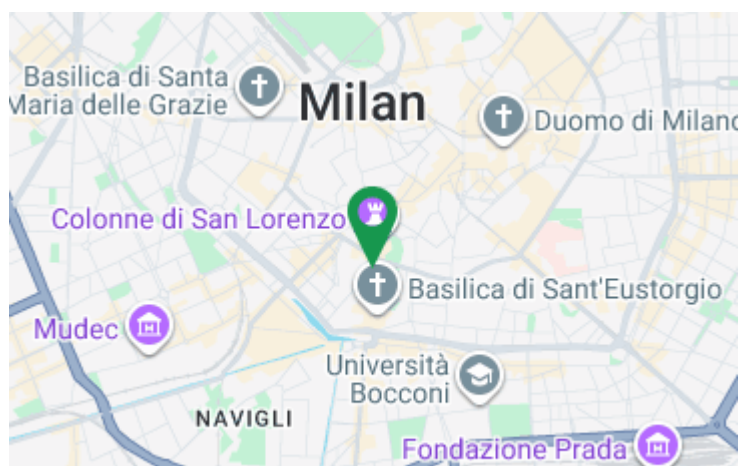 Basilica di Santa
Maria delle Grazie
Milan
Duomo di Milano
Colonne di San Lorenzo
Basilica di Sant'Eustorgio
Mudec
Università
Bocconi
NAVIGLI
Fondazione Prada